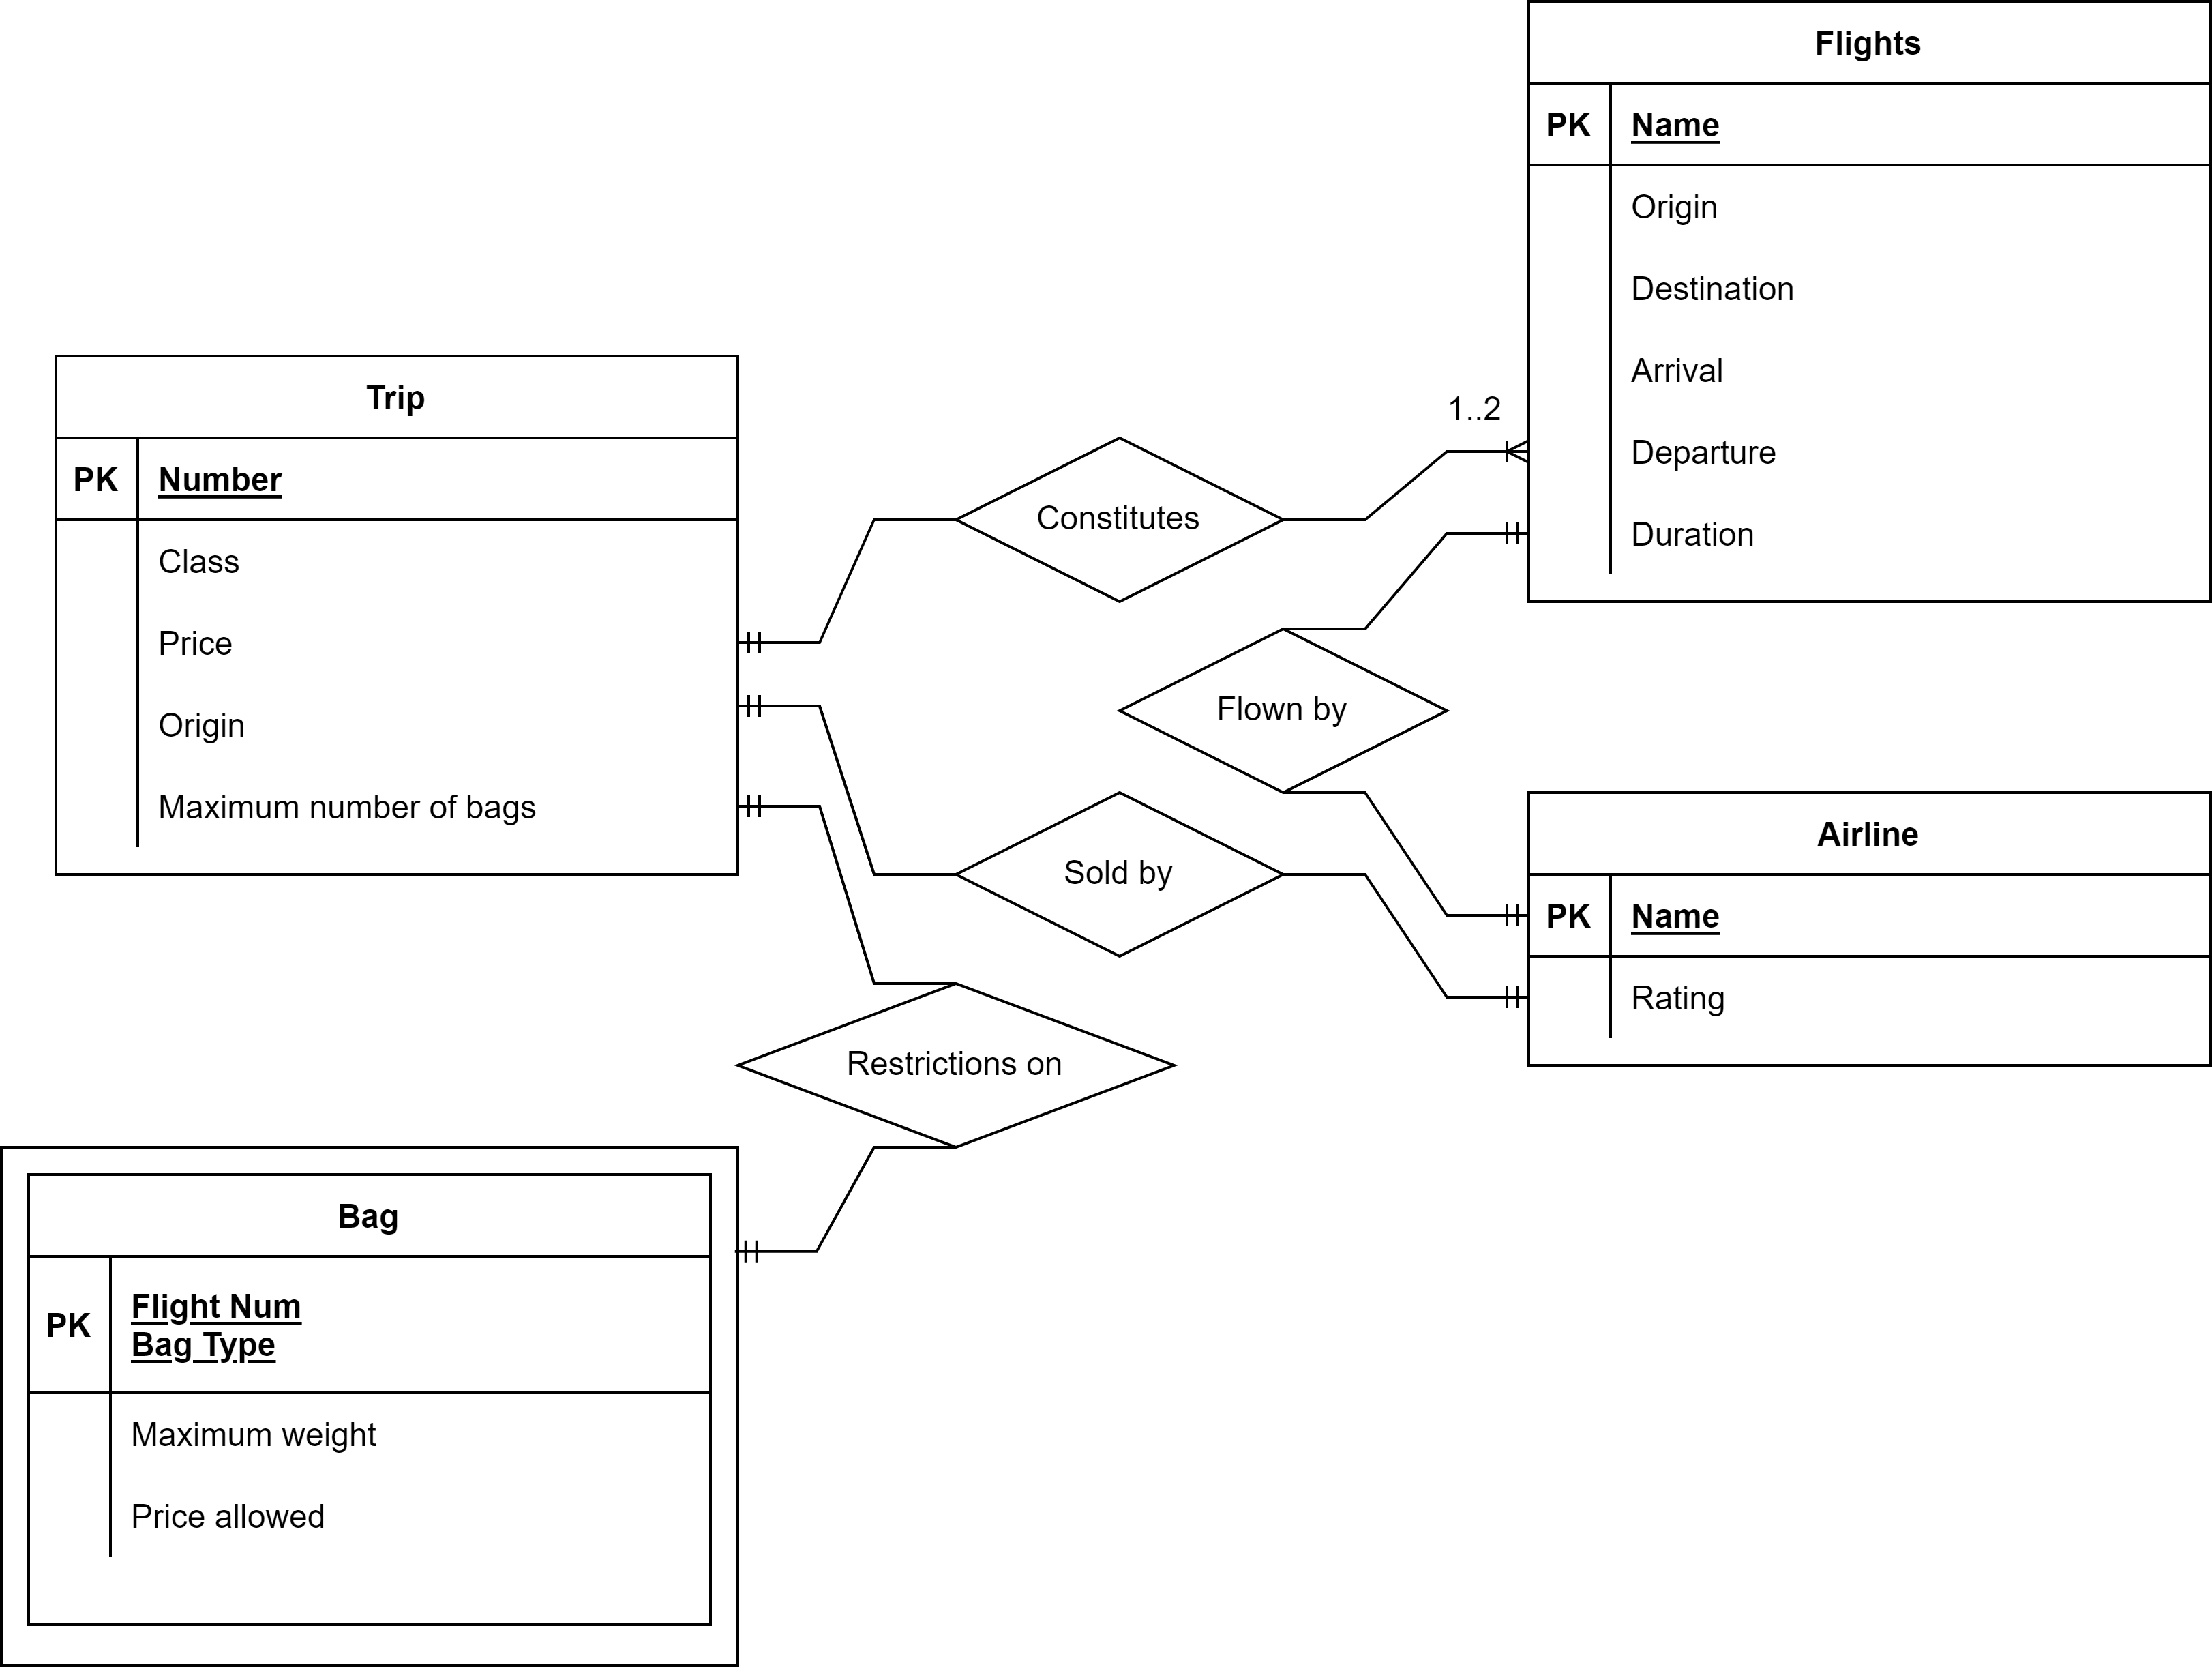 Flights
PK Name
Origin
Destination
Arrival
Departure
Duration
1..2
Trip
PK Number
Class
Price
Origin
Maximum number of bags
Constitutes
Flown by
Sold by
Airline
PK Name
Rating
Restrictions on
Bag
PK Flight Num
Bag Type
Maximum weight
Price allowed